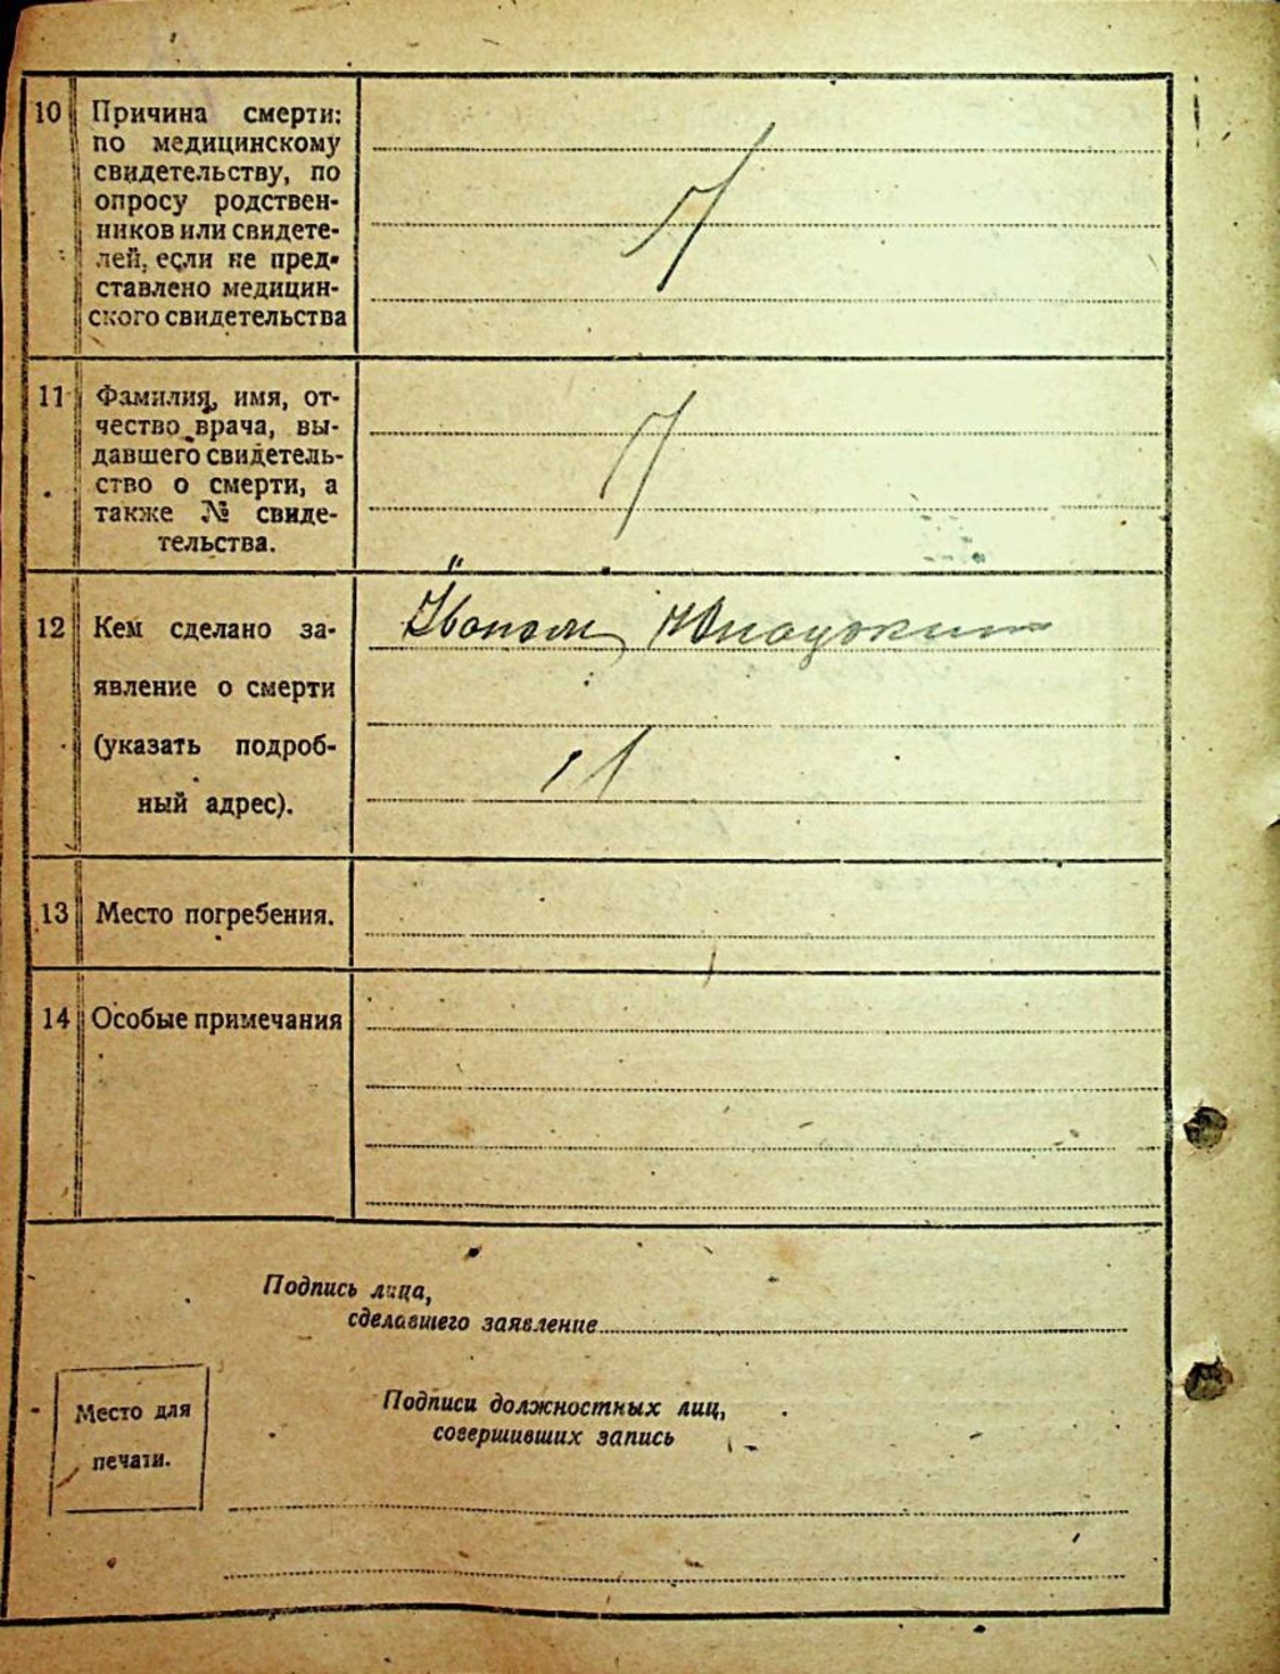 10 Причина смерти:
по медицинскому
свидетельству, по
опросу родствен-
ников или свидете-
лей, если не пред-
ставлено медицин-
ского свидетельства
11 Фамилия, имя, от-
чество врача, вы-
давшего свидетель-
ство о смерти, а
также № свиде-
тельства.
12 Кем сделано за-
явление о смерти
(указать подроб-
ный адрес).
13 Место погребения.
14 Особые примечания
Подпись лица,
сделавшего заявление
Место для
печати.
Подписи должностных лиц,
совершивших запись